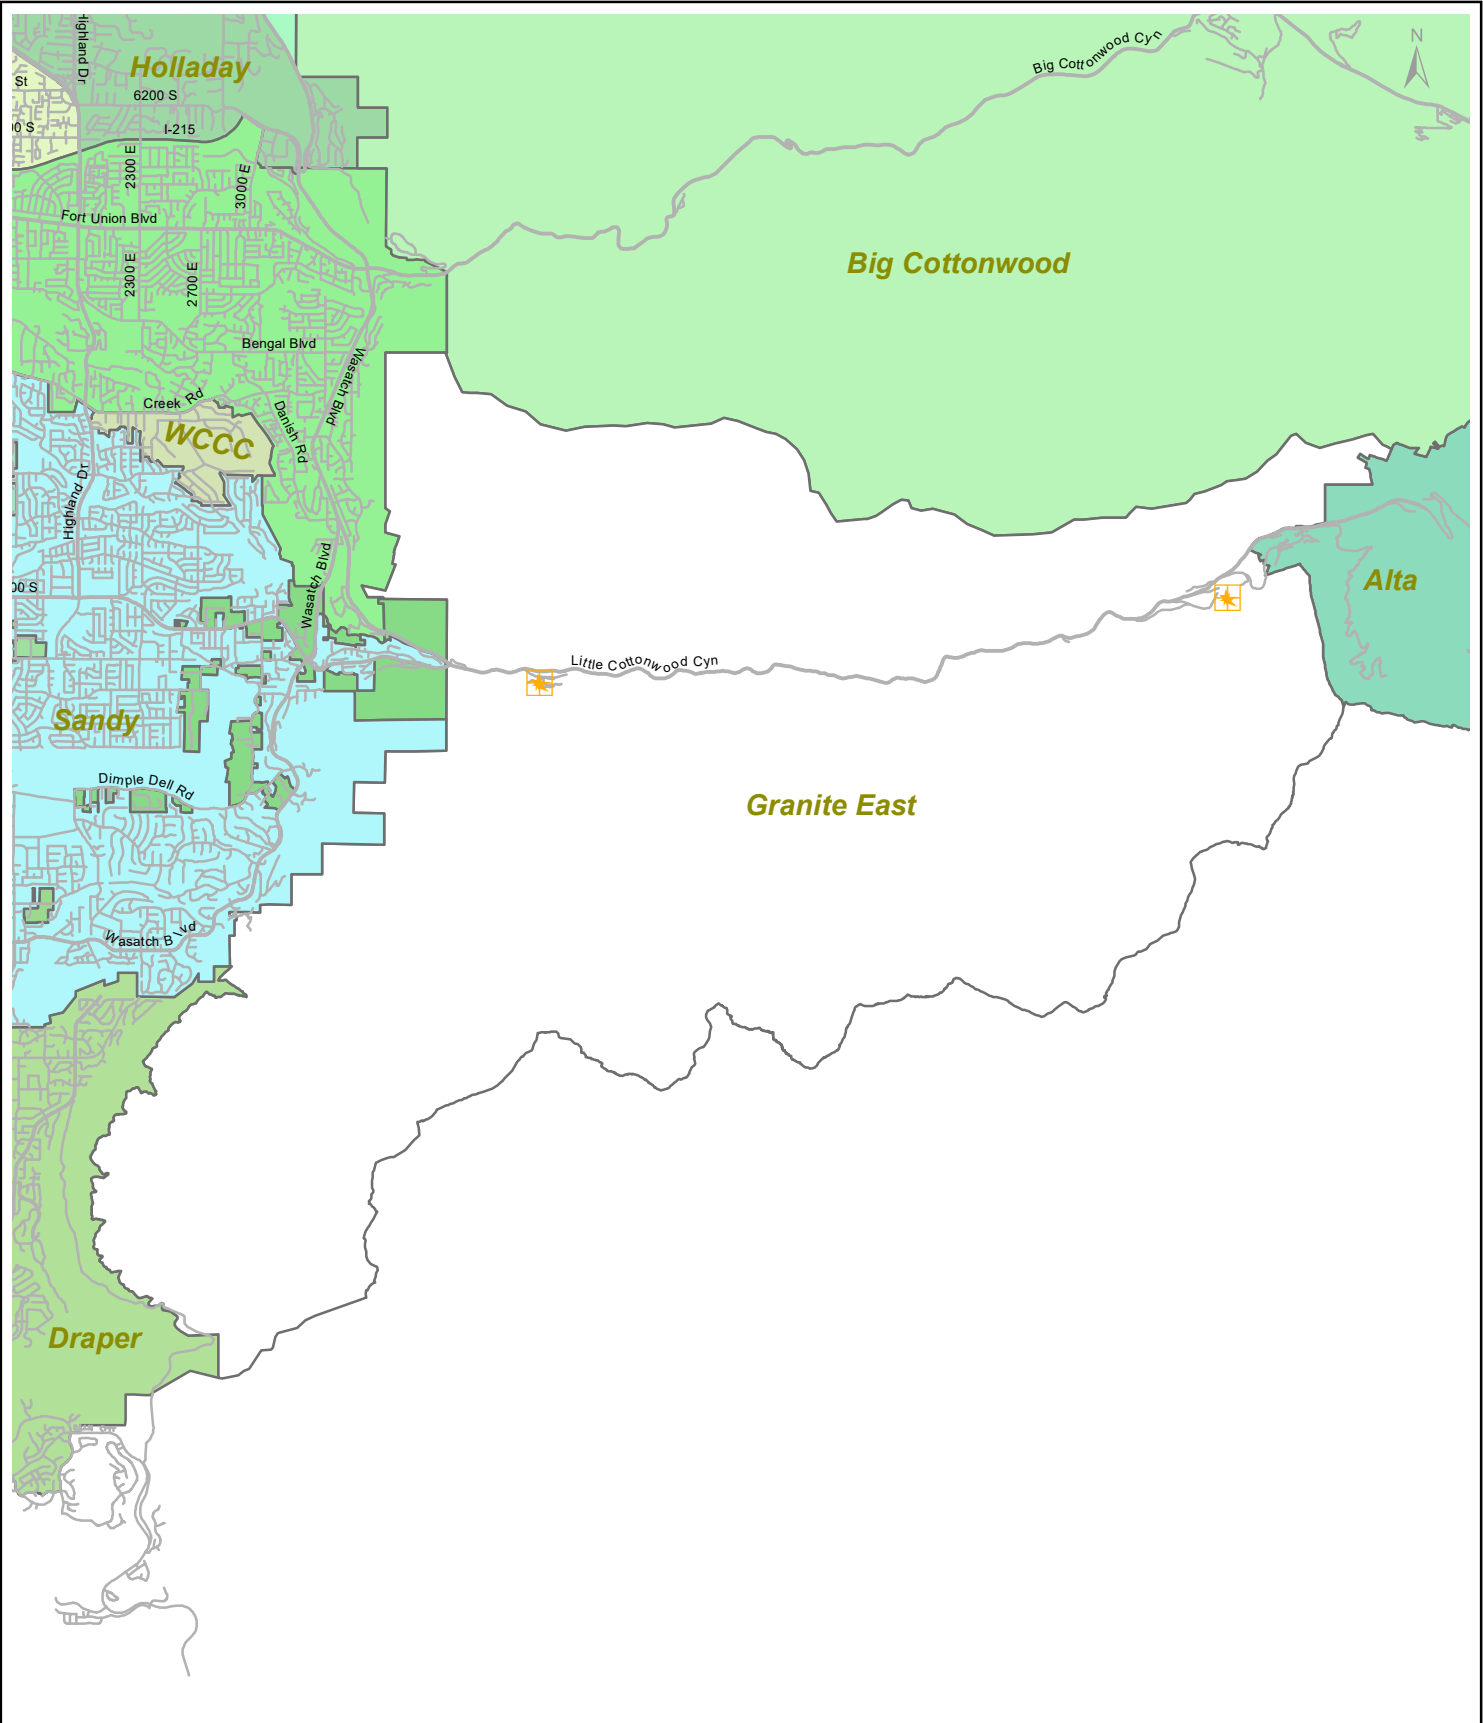 Highland Dr
Holladay
Big Cottonwood Cyn
N
St
6200 S
00 S
I-215
2300 E
3000 E
Fort Union Blvd
2300 E
2700 E
Big Cottonwood
Bengal Blvd
Wasatch Blvd
Creek Rd
Danish Rd
WCCC
Highland Dr
Wasatch Blvd
00 S
Alta
Little Cottonwood Cyn
Sandy
Dimple Dell Rd
Granite East
Wasatch Blvd
Draper